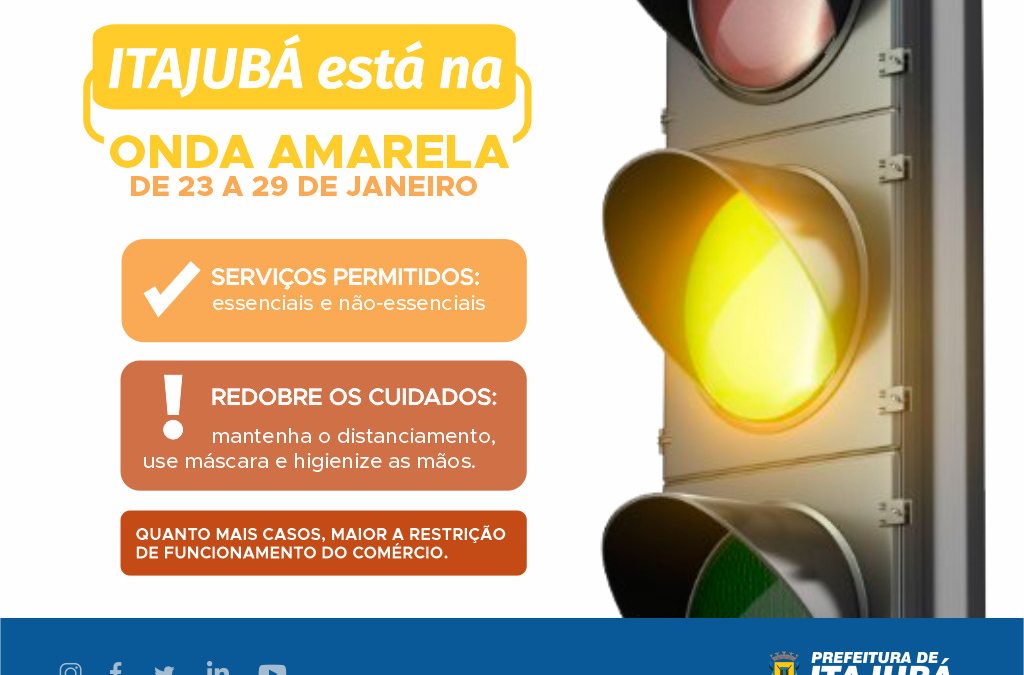 ITAJUBÁ está na
ONDA AMARELA
DE 23 A 29 DE JANEIRO
SERVIÇOS PERMITIDOS:
essenciais e não-essenciais
REDOBRE OS CUIDADOS:
mantenha o distanciamento,
use máscara e higienize as mãos.
QUANTO MAIS CASOS, MAIOR A RESTRIÇÃO
DE FUNCIONAMENTO DO COMÉRCIO.
PREFEITURA DE
ITAJUBÁ